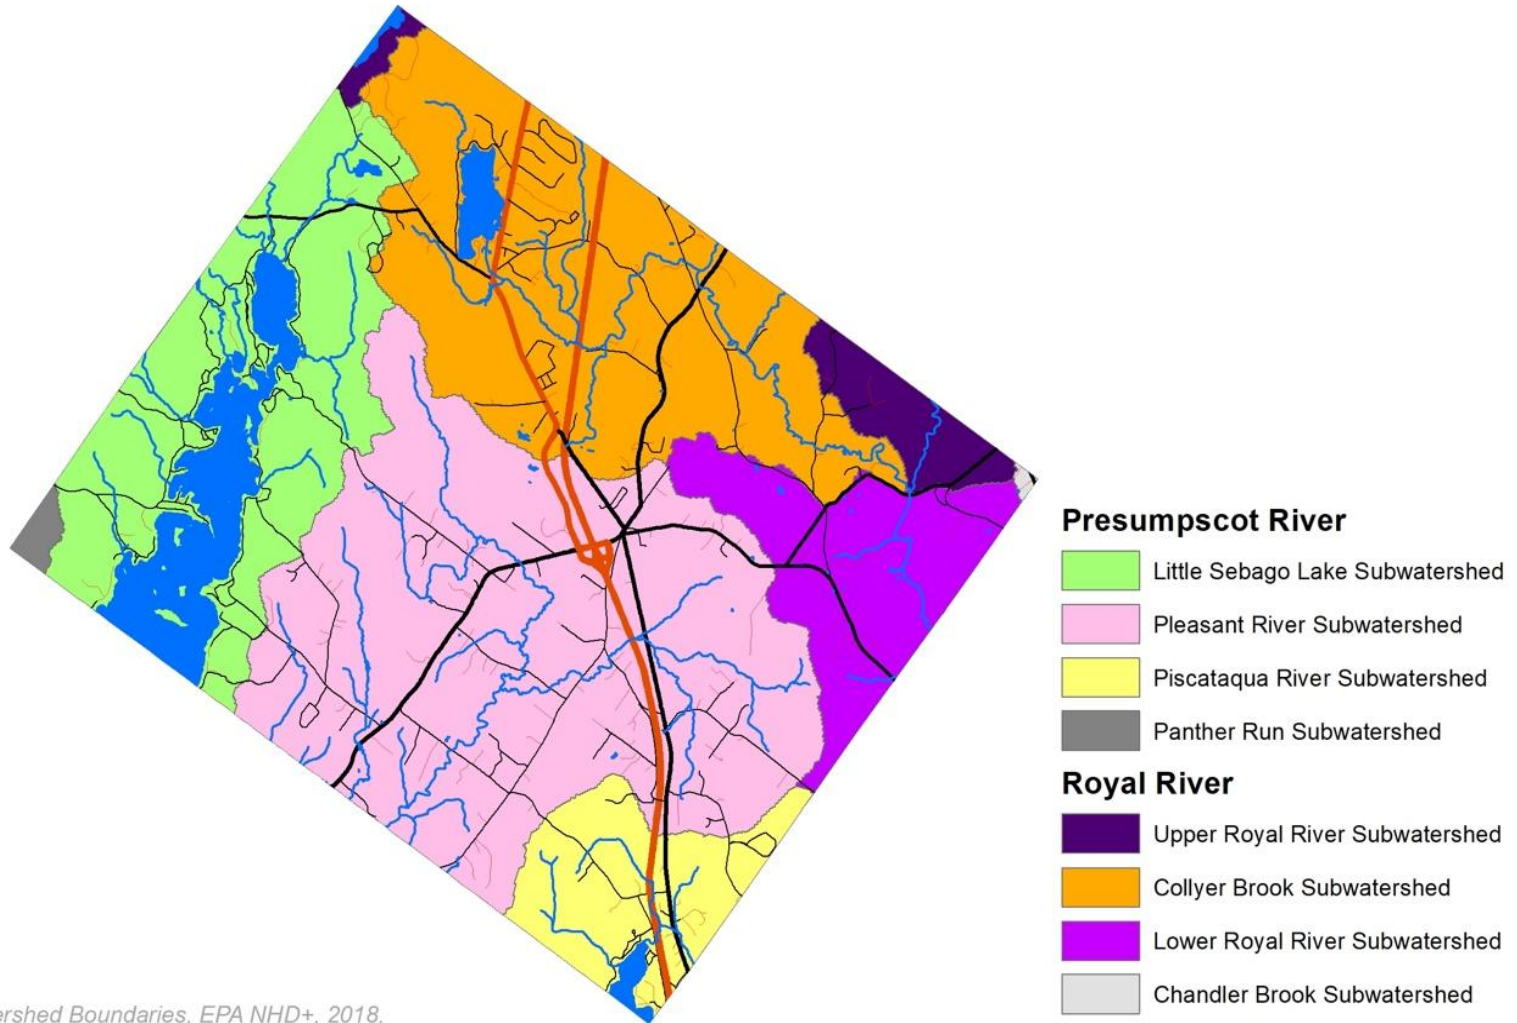 Presumpscot River
Little Sebago Lake Subwatershed
Pleasant River Subwatershed
Piscataqua River Subwatershed
Panther Run Subwatershed
Royal River
Upper Royal River Subwatershed
Collyer Brook Subwatershed
Lower Royal River Subwatershed
Chandler Brook Subwatershed
ershed Boundaries. EPA NHD+. 2018.